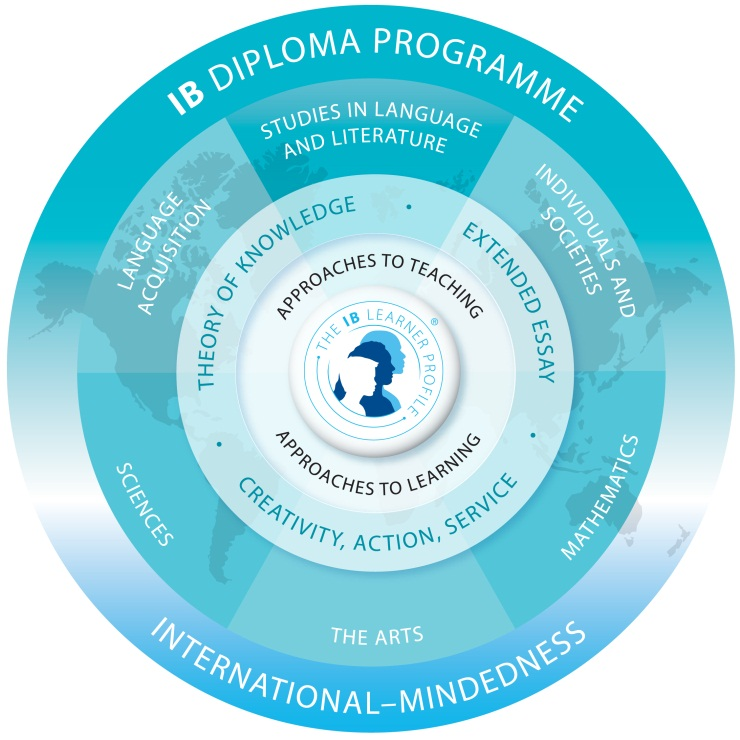 IB DIPLOMA PROGRAMME
STUDIES IN LANGUAGE
AND LITERATURE
LANGUAGE
ACQUISITION
INDIVIDUALS AND
SOCIETIES
THEORY OF KNOWLEDGE
EXTENDED ESSAY
APPROACHES TO TEACHING
THE IB LEARNER PROFILE
®
APPROACHES TO LEARNING
CREATIVITY, ACTION, SERVICE
SCIENCES
MATHEMATICS
THE ARTS
INTERNATIONAL–MINDEDNESS